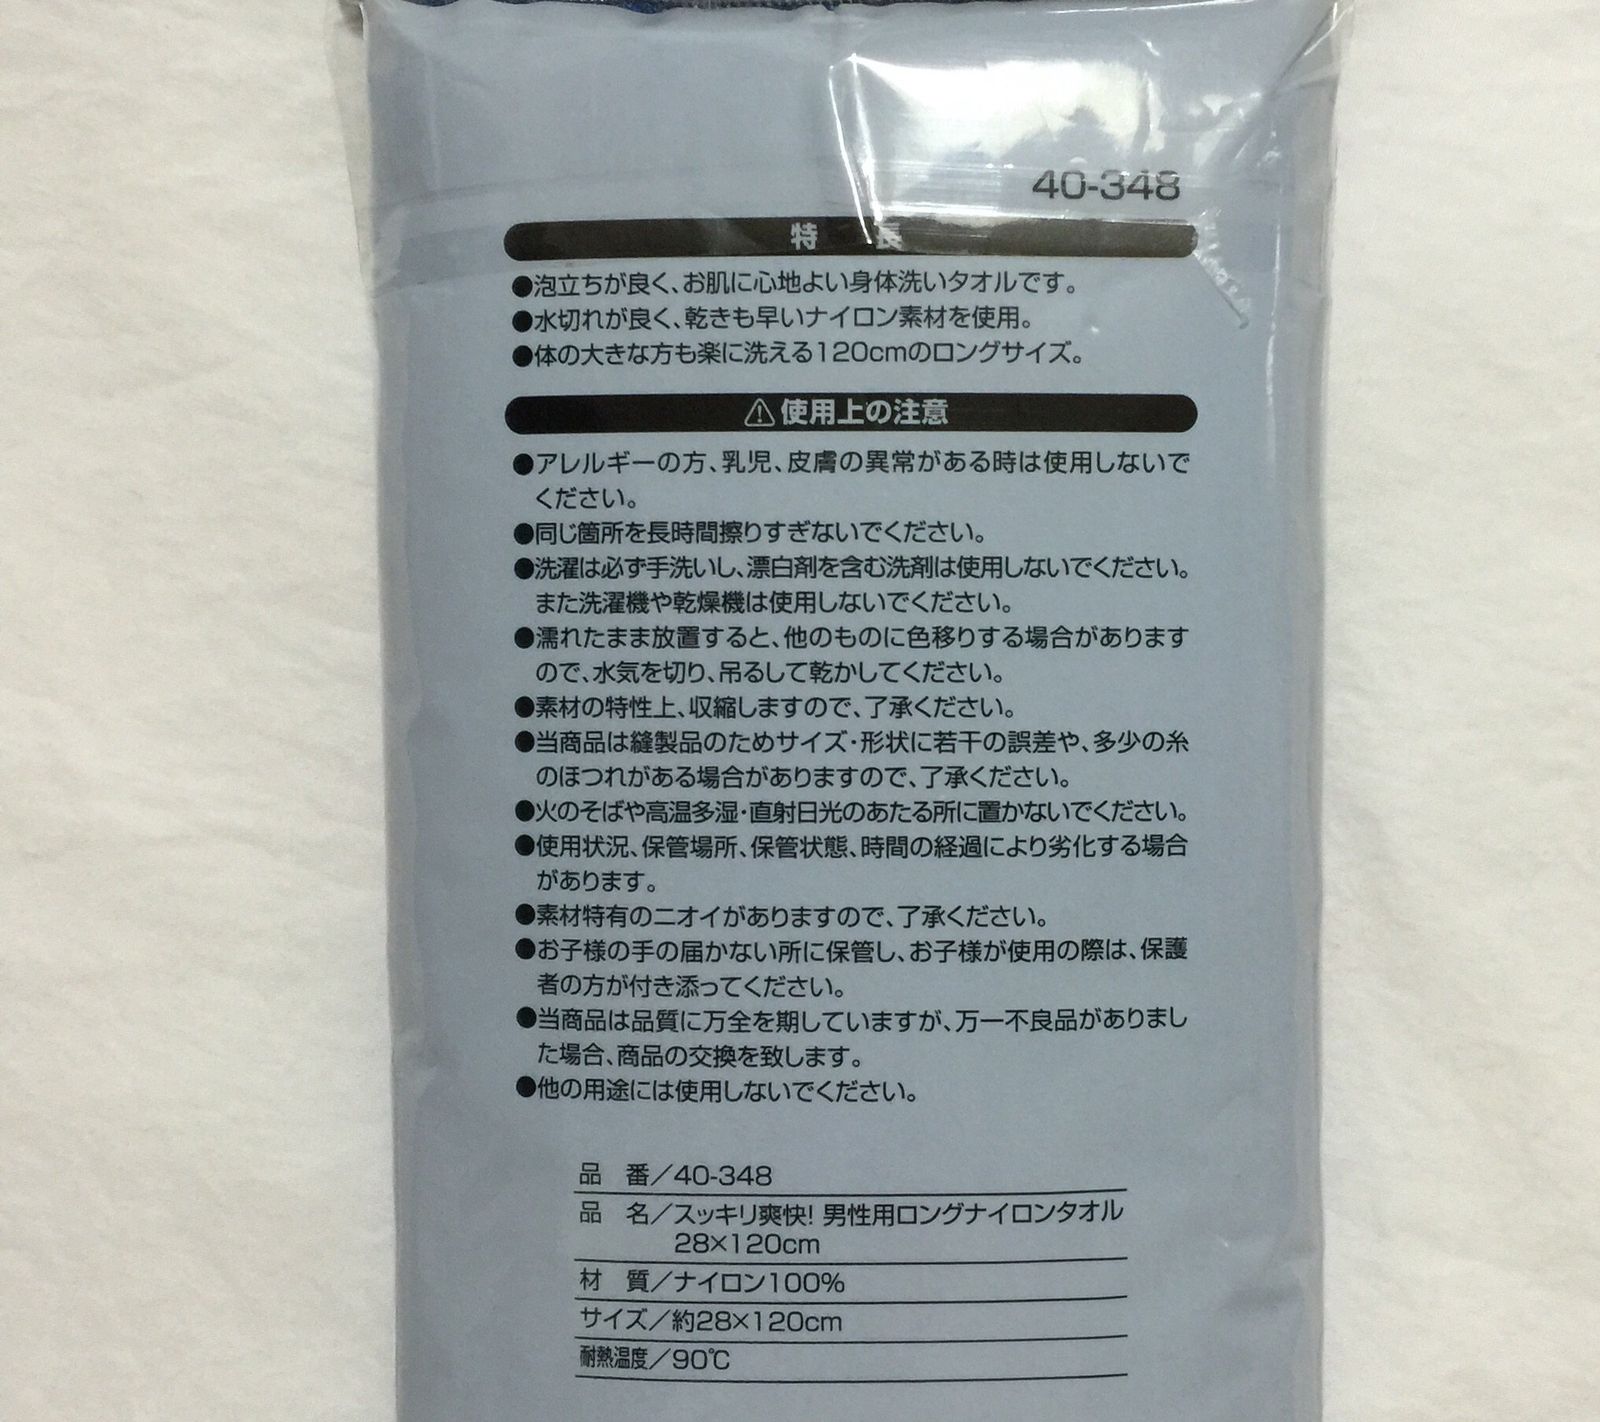 40-348
特　長
●泡立ちが良く、お肌に心地よい身体洗いタオルです。
●水切れが良く、乾きも早いナイロン素材を使用。
●体の大きな方も楽に洗える120cmのロングサイズ。
⚠使用上の注意
●アレルギーの方、乳児、皮膚の異常がある時は使用しないで
ください。
●同じ箇所を長時間擦りすぎないでください。
●洗濯は必ず手洗いし、漂白剤を含む洗剤は使用しないでください。
また洗濯機や乾燥機は使用しないでください。
●濡れたまま放置すると、他のものに色移りする場合があります
ので、水気を切り、吊るして乾かしてください。
●素材の特性上、収縮しますので、了承ください。
●当商品は縫製品のためサイズ・形状に若干の誤差や、多少の糸
のほつれがある場合がありますので、了承ください。
●火のそばや高温多湿・直射日光のあたる所に置かないでください。
●使用状況、保管場所、保管状態、時間の経過により劣化する場合
があります。
●素材特有のニオイがありますので、了承ください。
●お子様の手の届かない所に保管し、お子様が使用の際は、保護
者の方が付き添ってください。
●当商品は品質に万全を期していますが、万一不良品がありまし
た場合、商品の交換を致します。
●他の用途には使用しないでください。
品　番／40-348
品　名／スッキリ爽快! 男性用ロングナイロンタオル
28×120cm
材　質／ナイロン100%
サイズ／約28×120cm
耐熱温度／90℃